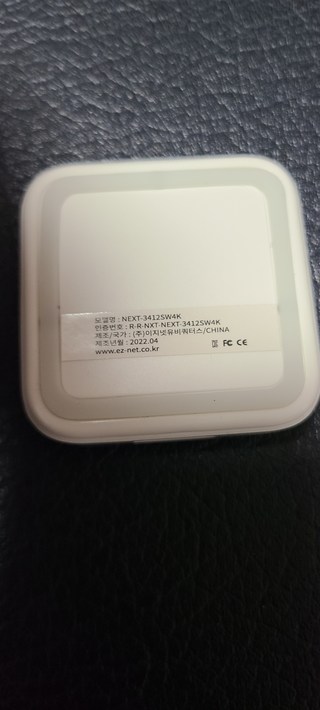 모델명 : NEXT-3412SW4K
인증번호 : R-R-NXT-NEXT-3412SW4K
제조/국가 : (주)이지넷유비쿼터스/CHINA
제조년월 : 2022.04
www.ez-net.co.kr FC CE